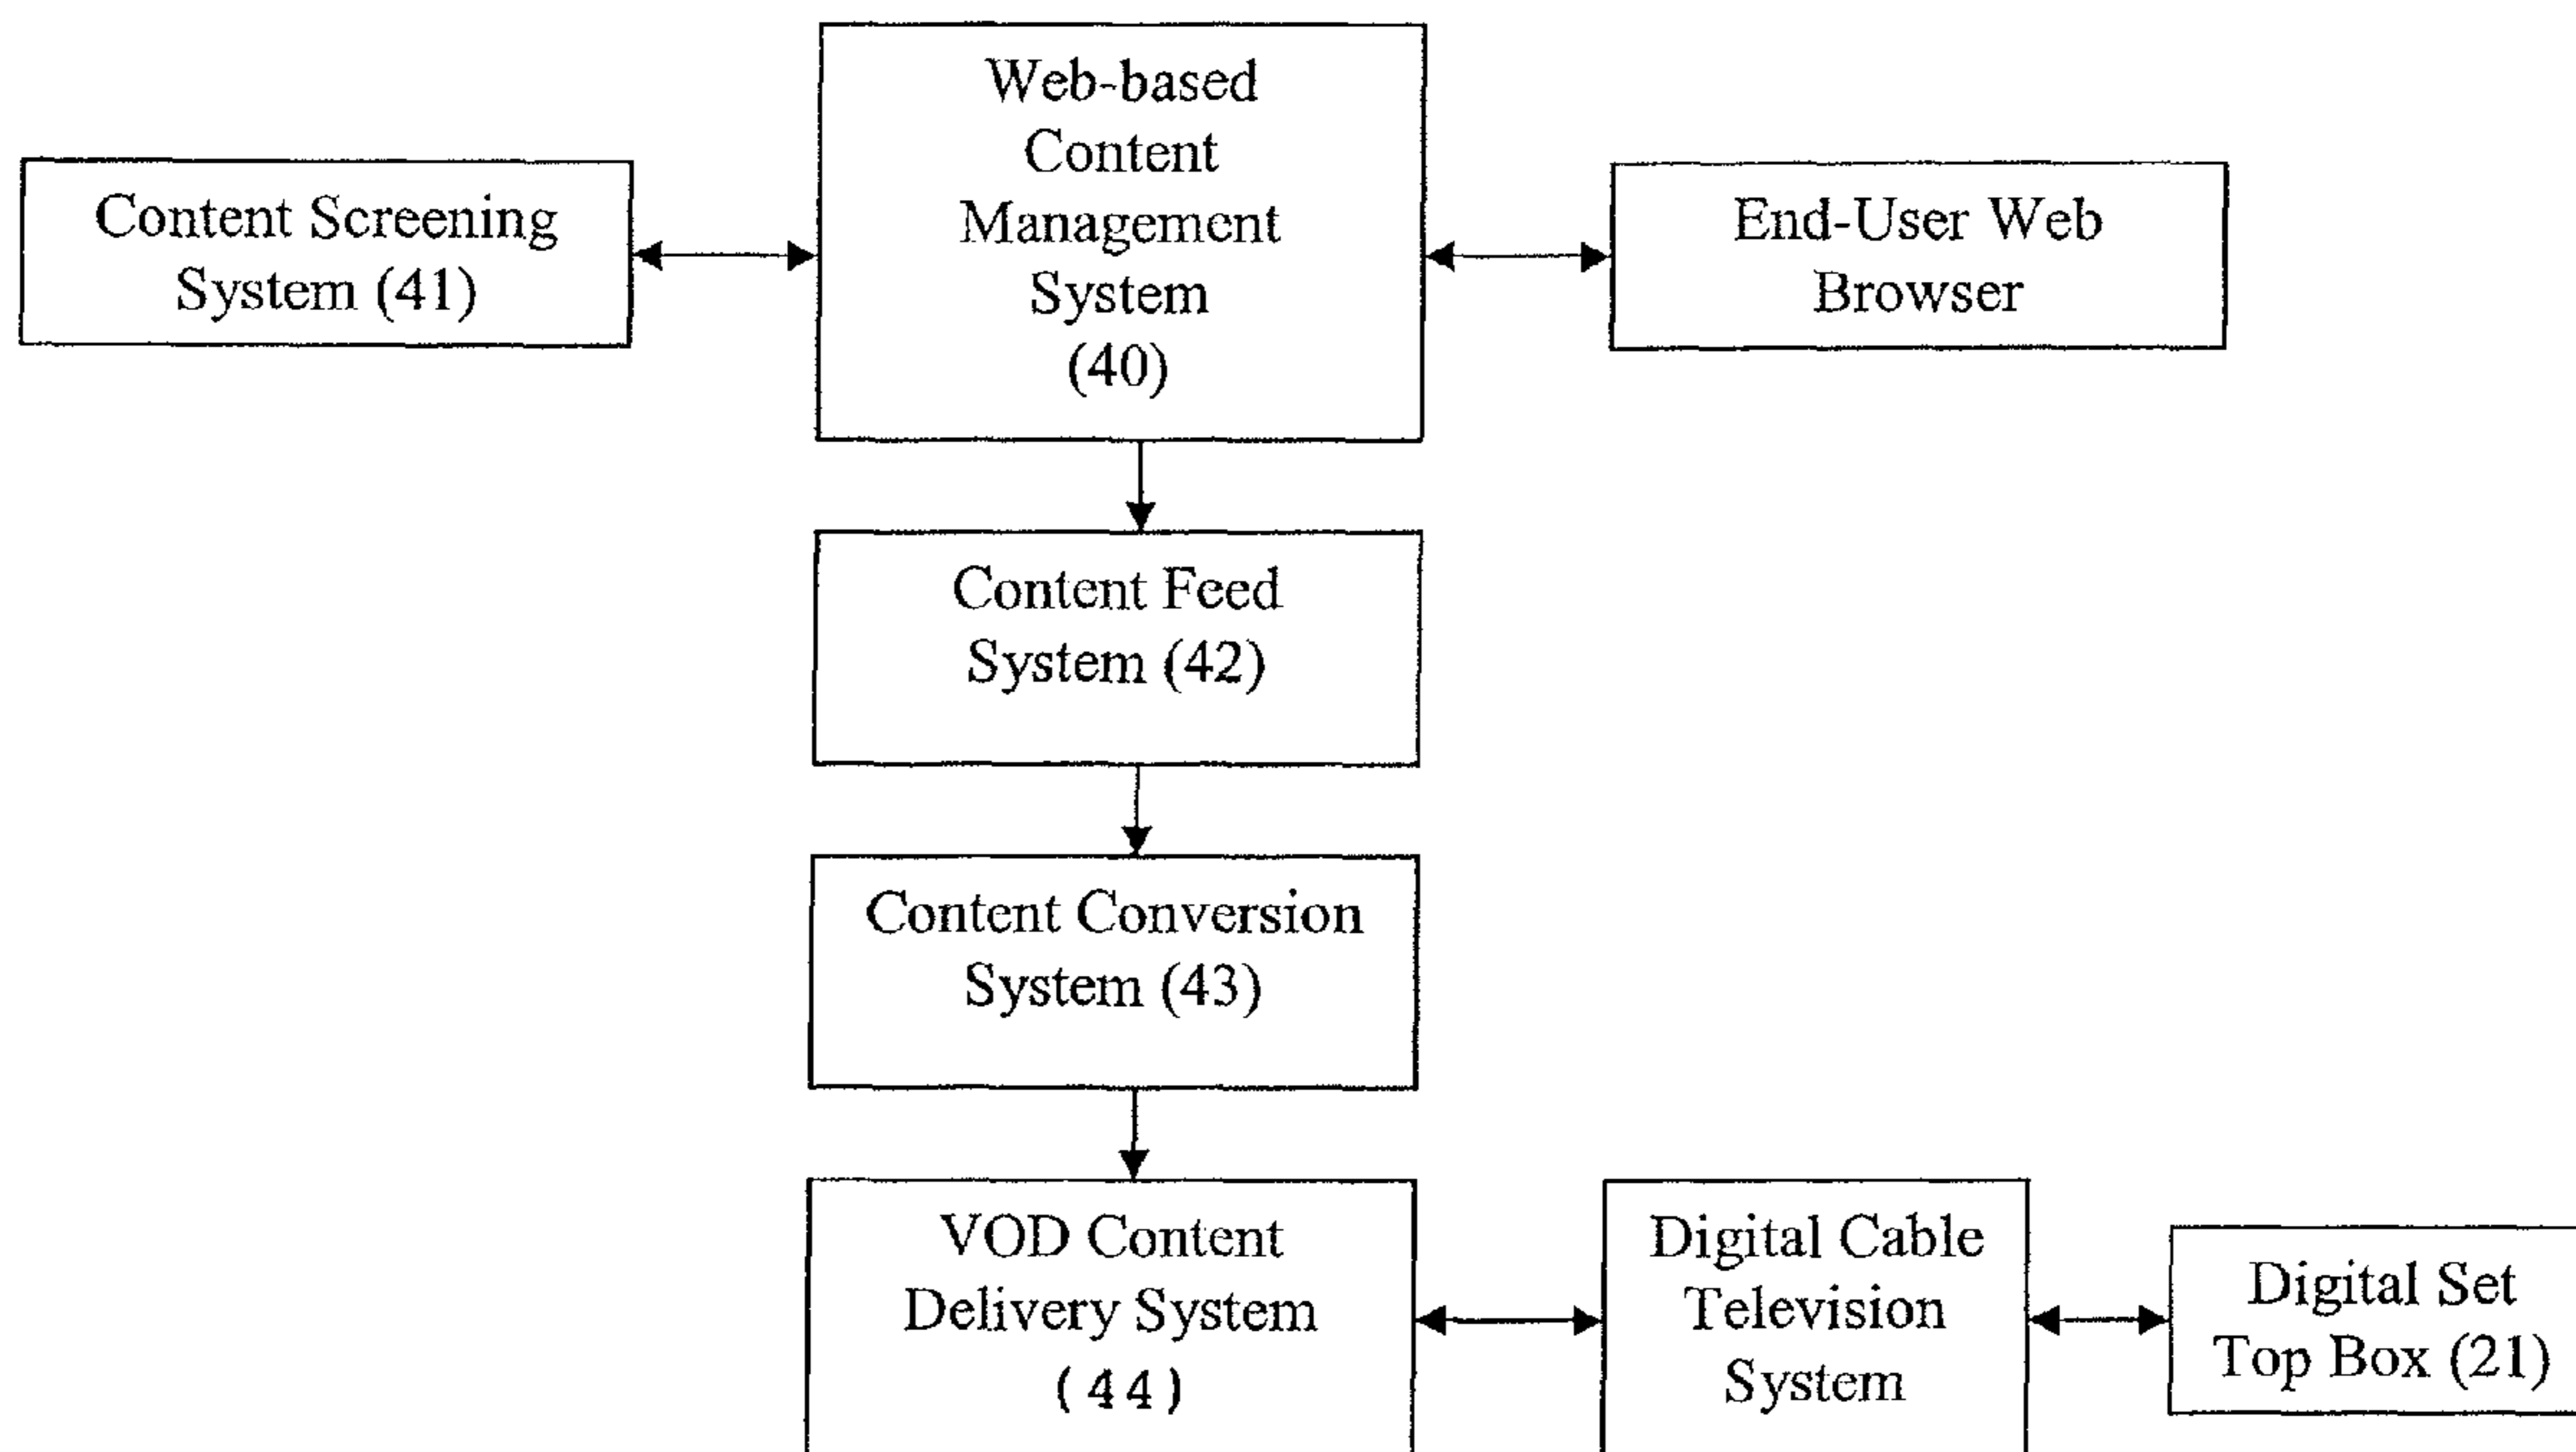 Web-based
Content
Management
System
(40)
Content Screening
System (41)
End-User Web
Browser
Content Feed
System (42)
Content Conversion
System (43)
VOD Content
Delivery System
(44)
Digital Cable
Television
System
Digital Set
Top Box (21)